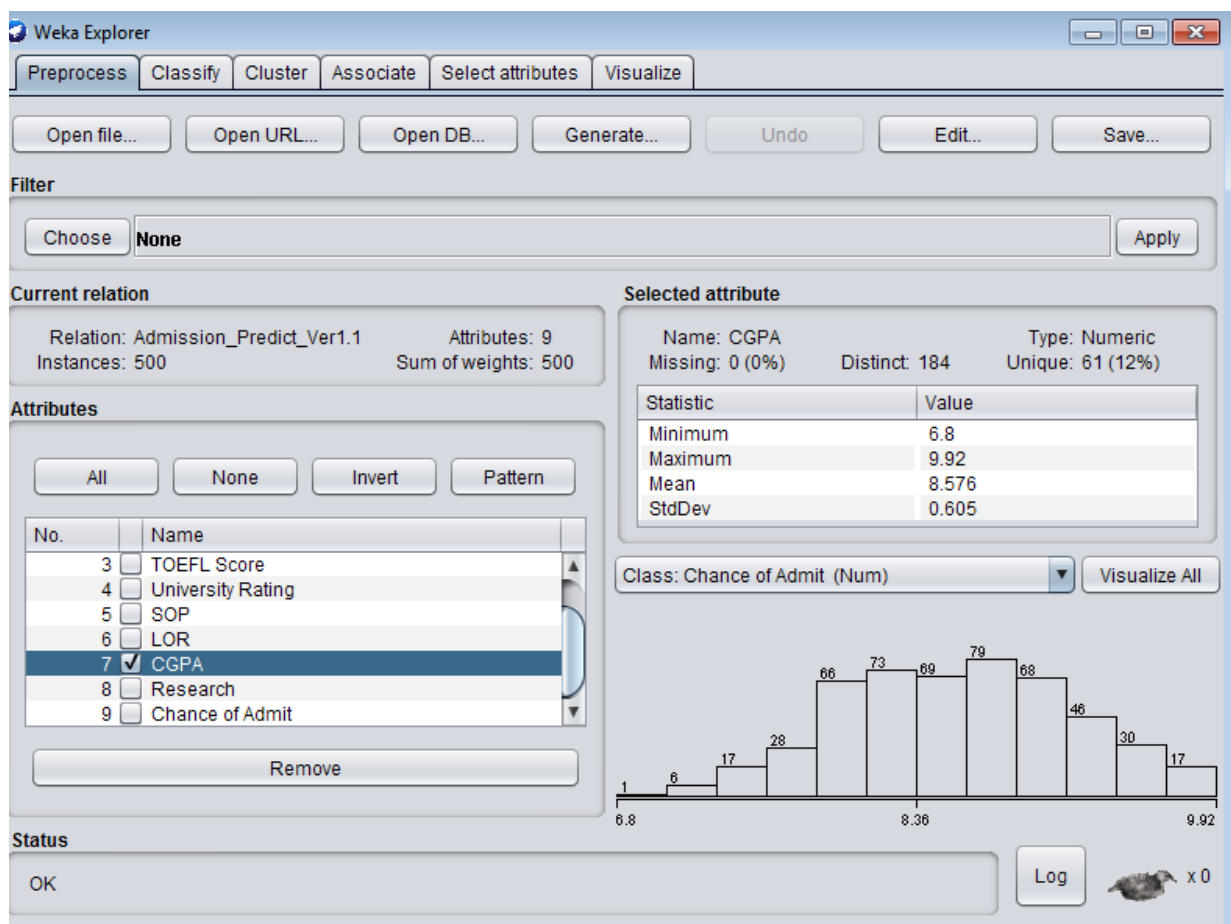 Weka Explorer
Preprocess Classify Cluster Associate Select attributes Visualize
Open file... Open URL... Open DB... Generate... Undo Edit... Save...
Filter
Choose None Apply
Current relation
Relation: Admission_Predict_Ver1.1 Attributes: 9
Instances: 500 Sum of weights: 500
Attributes
All None Invert Pattern
No. Name
3 TOEFL Score
4 University Rating
5 SOP
6 LOR
7 CGPA
8 Research
9 Chance of Admit
Remove
Selected attribute
Name: CGPA Type: Numeric
Missing: 0 (0%) Distinct: 184 Unique: 61 (12%)
Statistic Value
Minimum 6.8
Maximum 9.92
Mean 8.576
StdDev 0.605
Class: Chance of Admit (Num) Visualize All
1 6 17 28 66 73 69 79 68 46 30 17
6.8 8.36 9.92
Status
OK Log x 0